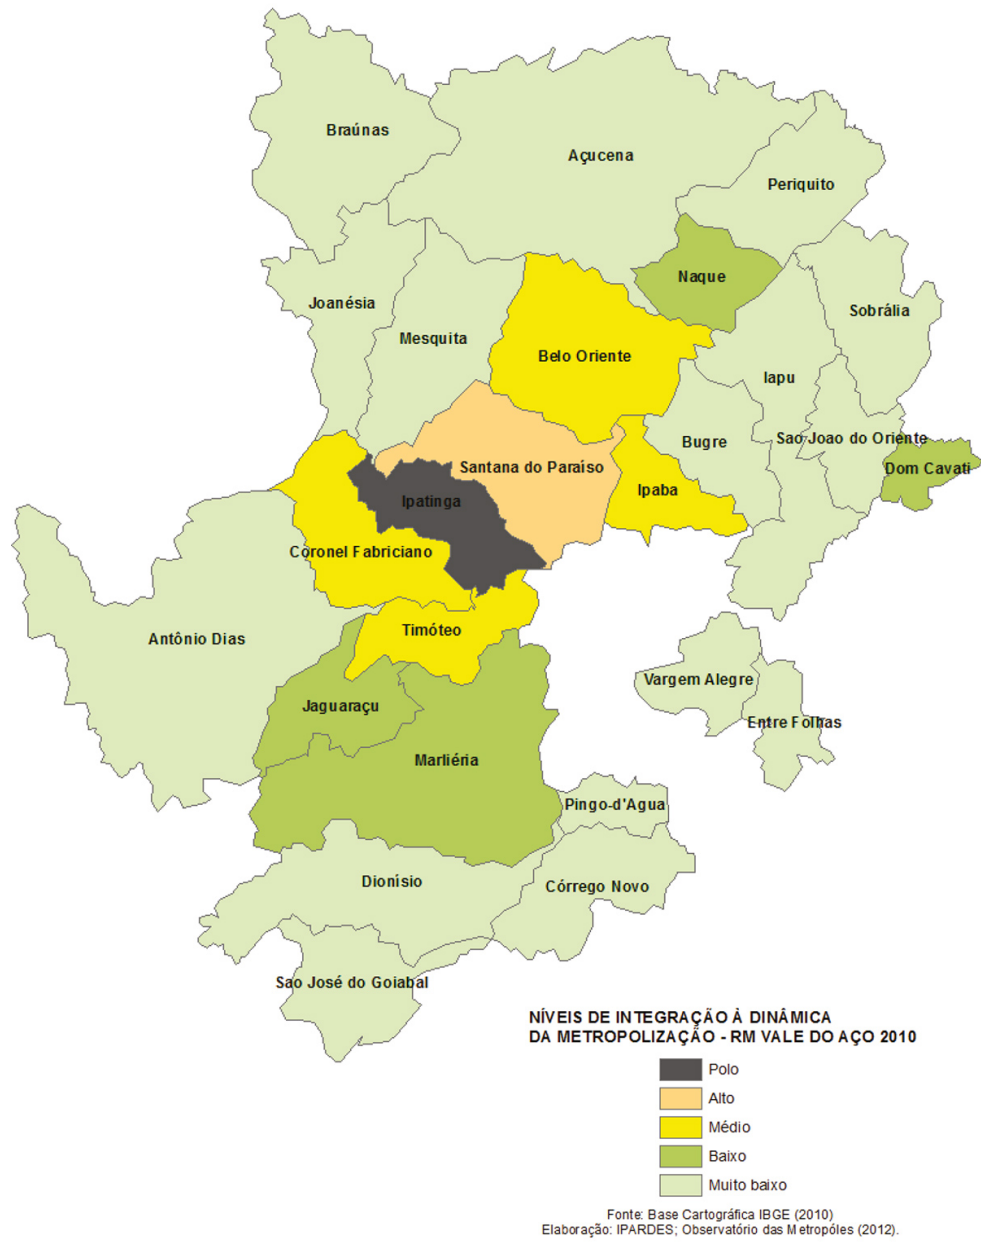 Braúnas
Açucena
Periquito
Naque
Joanésia
Sobrália
Mesquita
Belo Oriente
Iapu
Bugre
Sao Joao do Oriente
Santana do Paraíso
Dom Cavati
Ipaba
Ipatinga
Coronel Fabriciano
Timóteo
Antônio Dias
Vargem Alegre
Jaguaraçu
Entre Folhas
Marliéria
Pingo-d'Agua
Dionísio
Córrego Novo
Sao José do Goiabal
NÍVEIS DE INTEGRAÇÃO À DINÂMICA
DA METROPOLIZAÇÃO - RM VALE DO AÇO 2010
Polo
Alto
Médio
Baixo
Muito baixo
Fonte: Base Cartográfica IBGE (2010)
Elaboração: IPARDES; Observatório das Metropóles (2012).